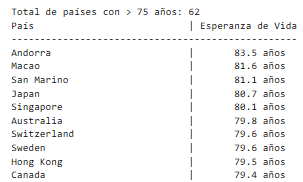 Total de países con > 75 años: 62
País | Esperanza de Vida
--------------------------------------------------
Andorra | 83.5 años
Macao | 81.6 años
San Marino | 81.1 años
Japan | 80.7 años
Singapore | 80.1 años
Australia | 79.8 años
Switzerland | 79.6 años
Sweden | 79.6 años
Hong Kong | 79.5 años
Canada | 79.4 años